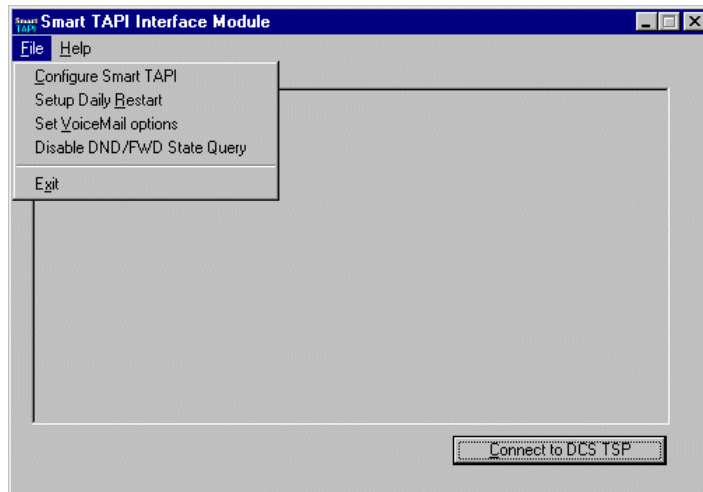 Smart TAPI Smart TAPI Interface Module
File Help
Configure Smart TAPI
Setup Daily Restart
Set VoiceMail options
Disable DND/FWD State Query
Exit
Connect to DCS TSP